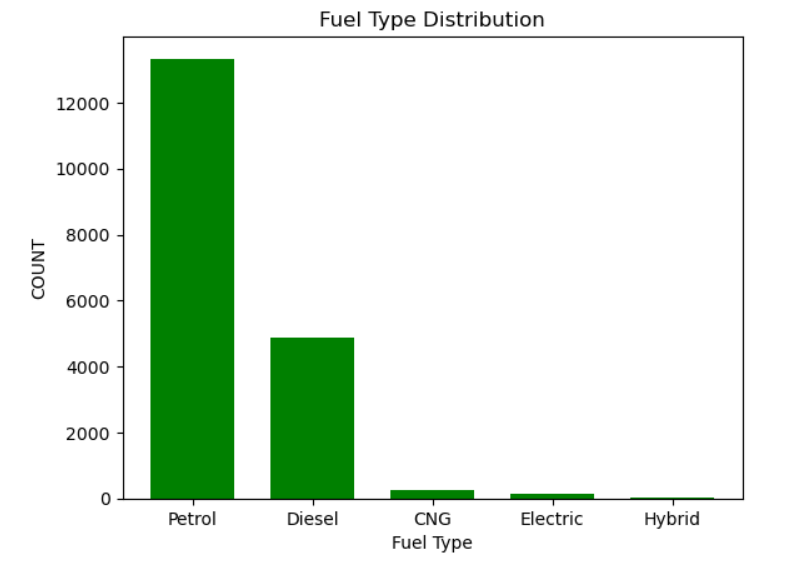 Fuel Type Distribution
COUNT
12000
10000
8000
6000
4000
2000
0
Petrol Diesel CNG Electric Hybrid
Fuel Type